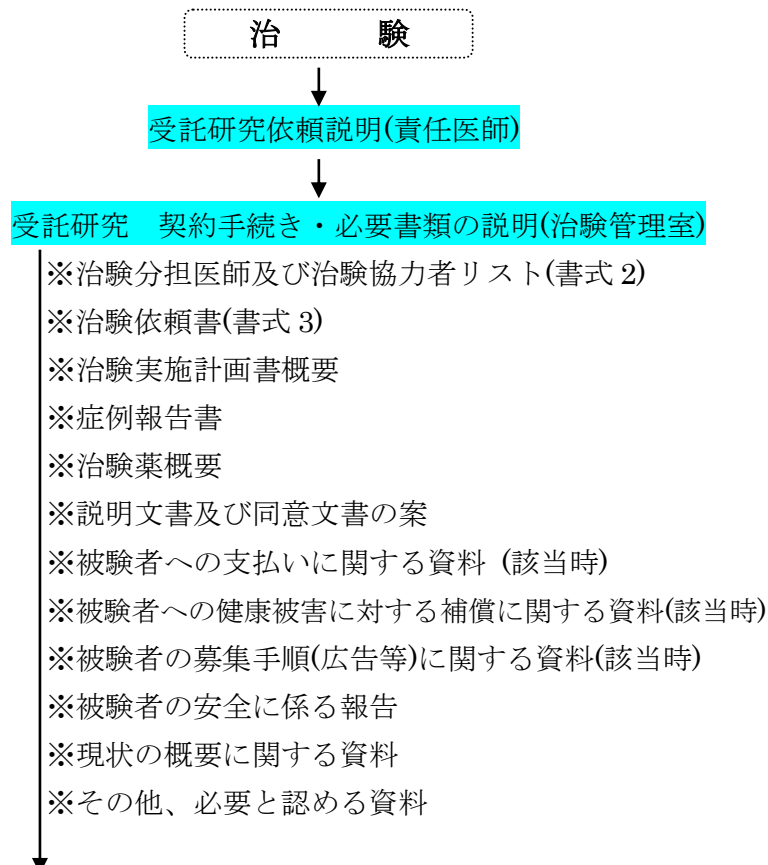 治　　験
受託研究依頼説明(責任医師)
受託研究　契約手続き・必要書類の説明(治験管理室)
※治験分担医師及び治験協力者リスト(書式 2)
※治験依頼書(書式 3)
※治験実施計画書概要
※症例報告書
※治験薬概要
※説明文書及び同意文書の案
※被験者への支払いに関する資料 (該当時)
※被験者への健康被害に対する補償に関する資料(該当時)
※被験者の募集手順(広告等)に関する資料(該当時)
※被験者の安全に係る報告
※現状の概要に関する資料
※その他、必要と認める資料